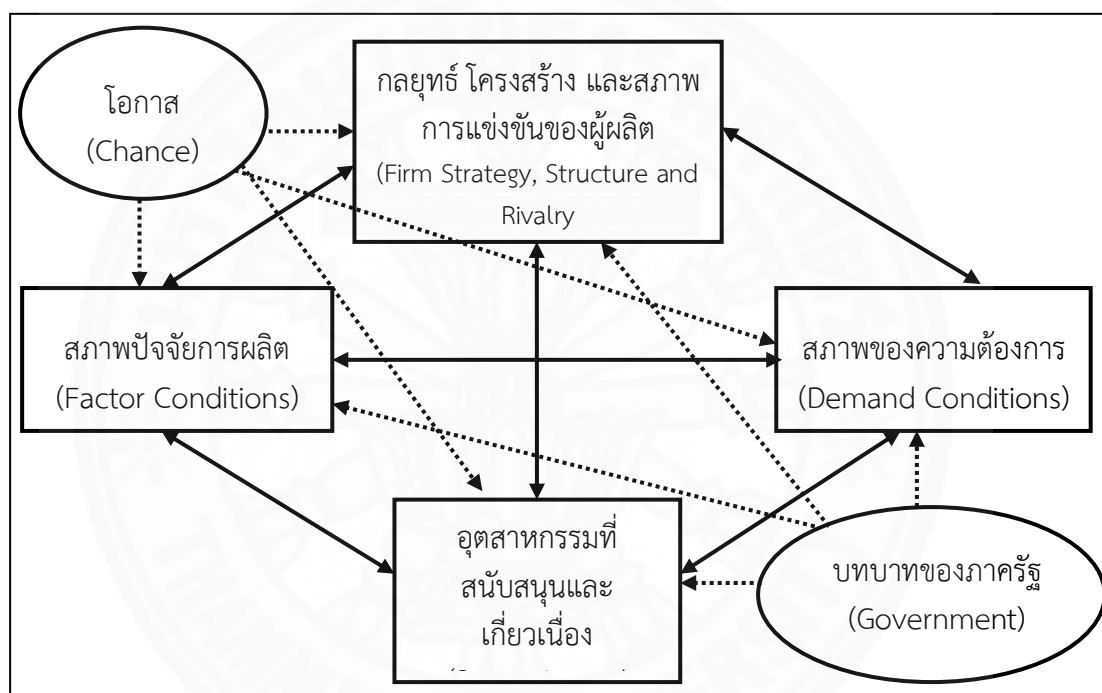 โอกาส
(Chance)
กลยุทธ์ โครงสร้าง และสภาพ
การแข่งขันของผู้ผลิต
(Firm Strategy, Structure and
Rivalry
สภาพปัจจัยการผลิต
(Factor Conditions)
สภาพของความต้องการ
(Demand Conditions)
อุตสาหกรรมที่
สนับสนุนและ
เกี่ยวเนื่อง
บทบาทของภาครัฐ
(Government)